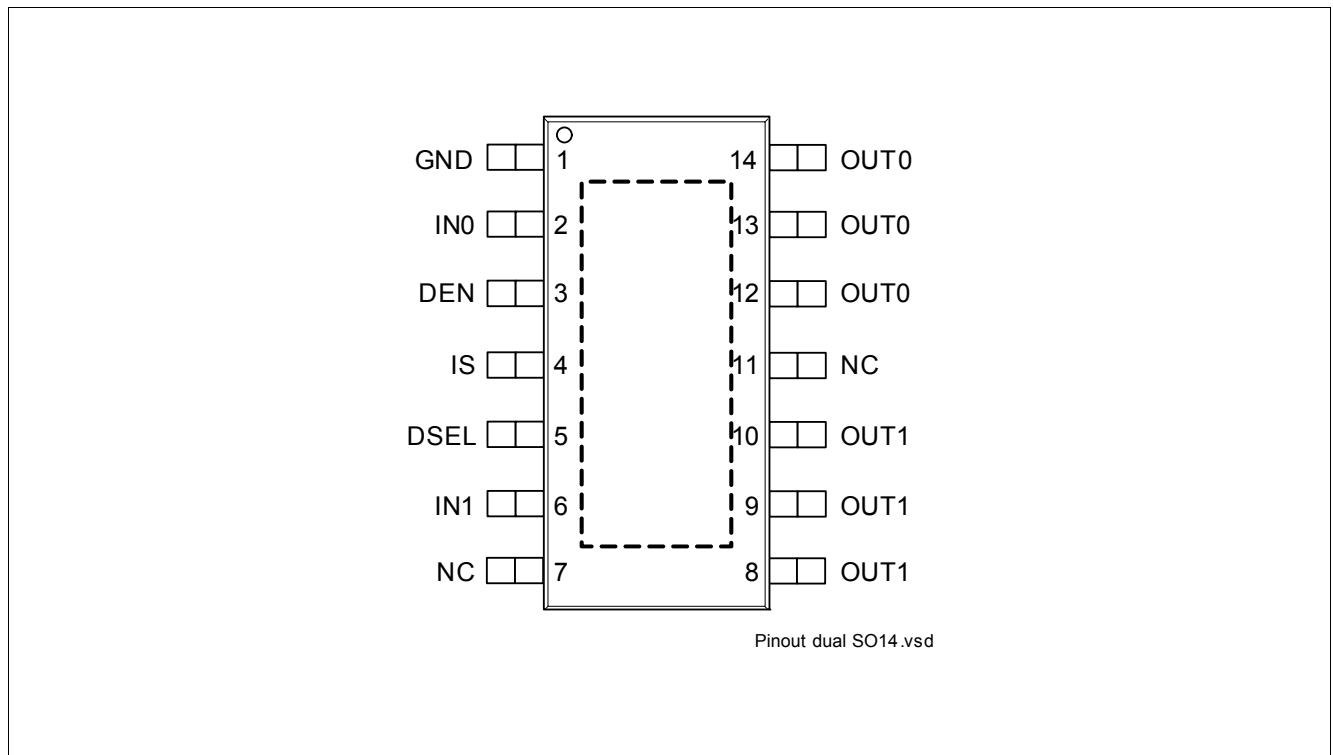 GND 1 14 OUT0
IN0 2 13 OUT0
DEN 3 12 OUT0
IS 4 11 NC
DSEL 5 10 OUT1
IN1 6 9 OUT1
NC 7 8 OUT1
Pinout dual SO14.vsd